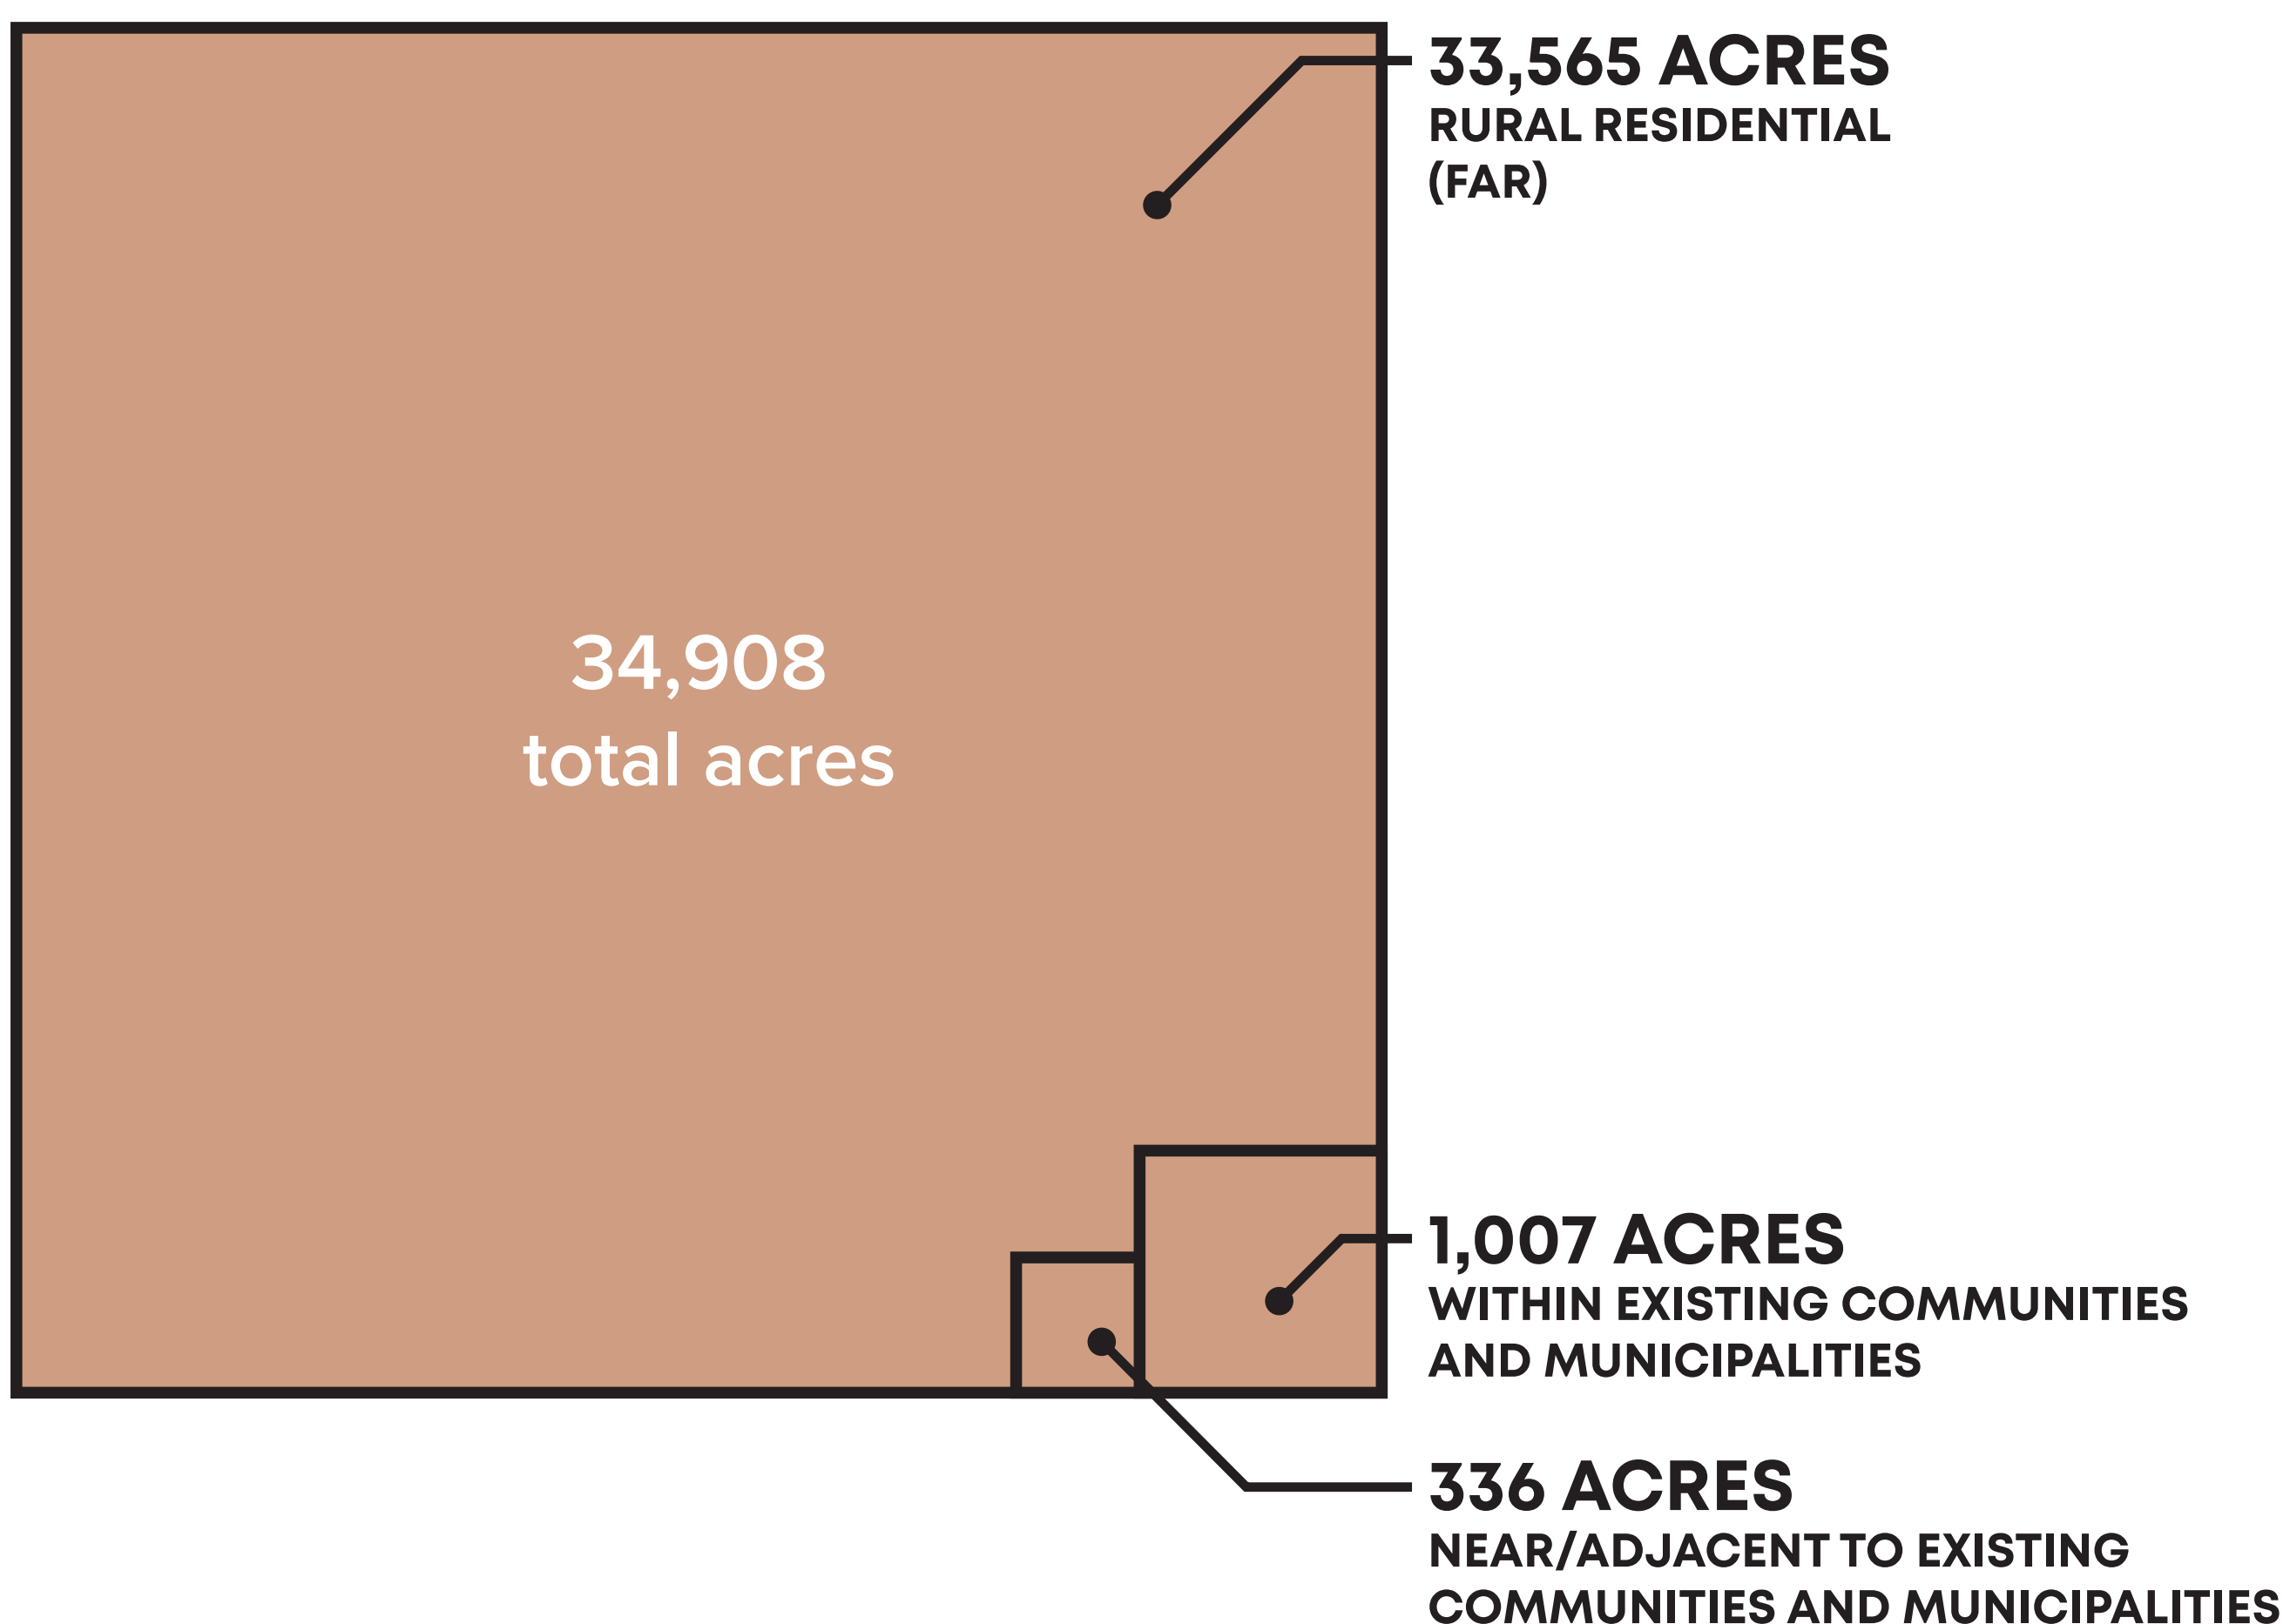 33,565 ACRES
RURAL RESIDENTIAL
(FAR)
34,908
total acres
1,007 ACRES
WITHIN EXISTING COMMUNITIES
AND MUNICIPALITIES
336 ACRES
NEAR/ADJACENT TO EXISTING
COMMUNITIES AND MUNICIPALITIES